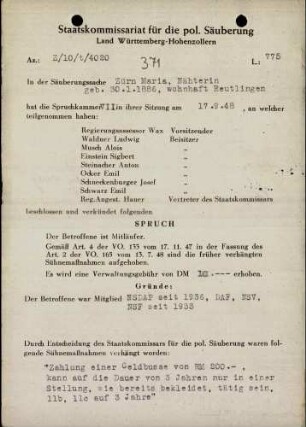 Staatskommissariat für die pol. Säuberung
Land Württemberg-Hohenzollern
Az.: Z/10/t/4020
371
L: 775
In der Säuberungssache Zürn Maria, Nähterin
geb. 30.1.1886, wohnhaft Reutlingen
hat die Spruchkammer VII in ihrer Sitzung am 17.9.48, an welcher
teilgenommen haben:
Regierungsassessor Wax Vorsitzender
Waldner Ludwig Beisitzer
Musch Alois "
Einstein Sigbert "
Steinacher Anton "
Ocker Emil "
Schneckenburger Josef "
Schwarz Emil "
Reg.Angest. Hauer Vertreter des Staatskommissars
beschlossen und verkündet folgenden
SPRUCH
Der Betroffene ist Mitläufer.
Gemäß Art. 4 der VO. 133 vom 17. 11. 47 in der Fassung des
Art. 2 der VO. 165 vom 13. 7. 48 sind die früher verhängten
Sühnemaßnahmen aufgehoben.
Es wird eine Verwaltungsgebühr von DM 10.--- erhoben.
Gründe:
Der Betroffene war Mitglied NSDAP seit 1936, DAF, NSV,
NSF seit 1933
Durch Entscheidung des Staatskommissars für die pol. Säuberung waren fol-
gende Sühnemaßnahmen verhängt worden:
"Zahlung einer Geldbusse von RM 200.-,
kann auf die Dauer von 3 Jahren nur in einer
Stellung, wie bereits bekleidet, tätig sein,
11b, 11c auf 3 Jahre"